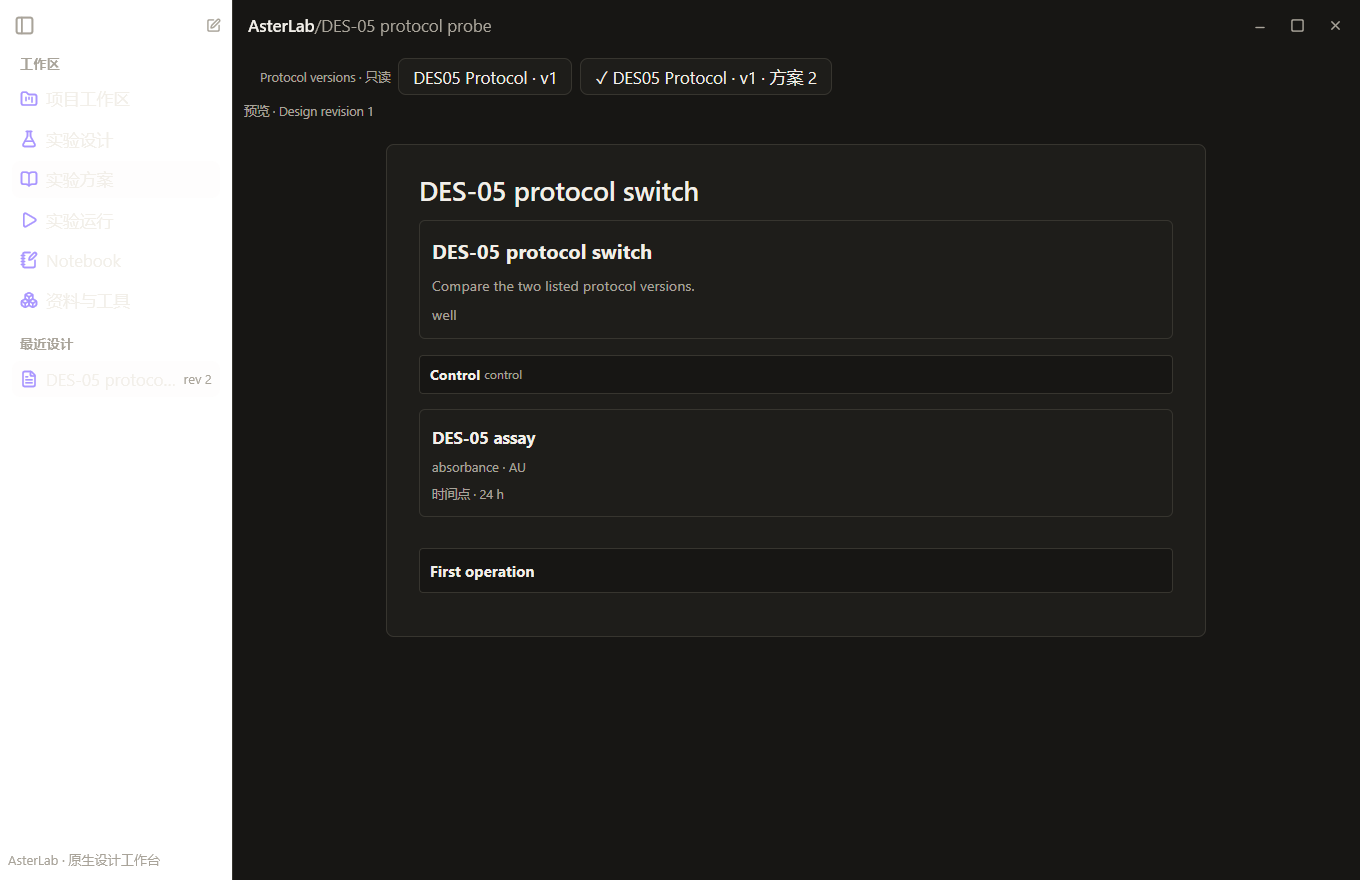 工作区
项目工作区
实验设计
实验方案
实验运行
Notebook
资料与工具
最近设计
DES-05 protoco... rev 2
AsterLab · 原生设计工作台
AsterLab/DES-05 protocol probe
Protocol versions · 只读 DES05 Protocol · v1 ✓ DES05 Protocol · v1 · 方案 2
预览 · Design revision 1
DES-05 protocol switch
DES-05 protocol switch
Compare the two listed protocol versions.
well
Control control
DES-05 assay
absorbance · AU
时间点 · 24 h
First operation